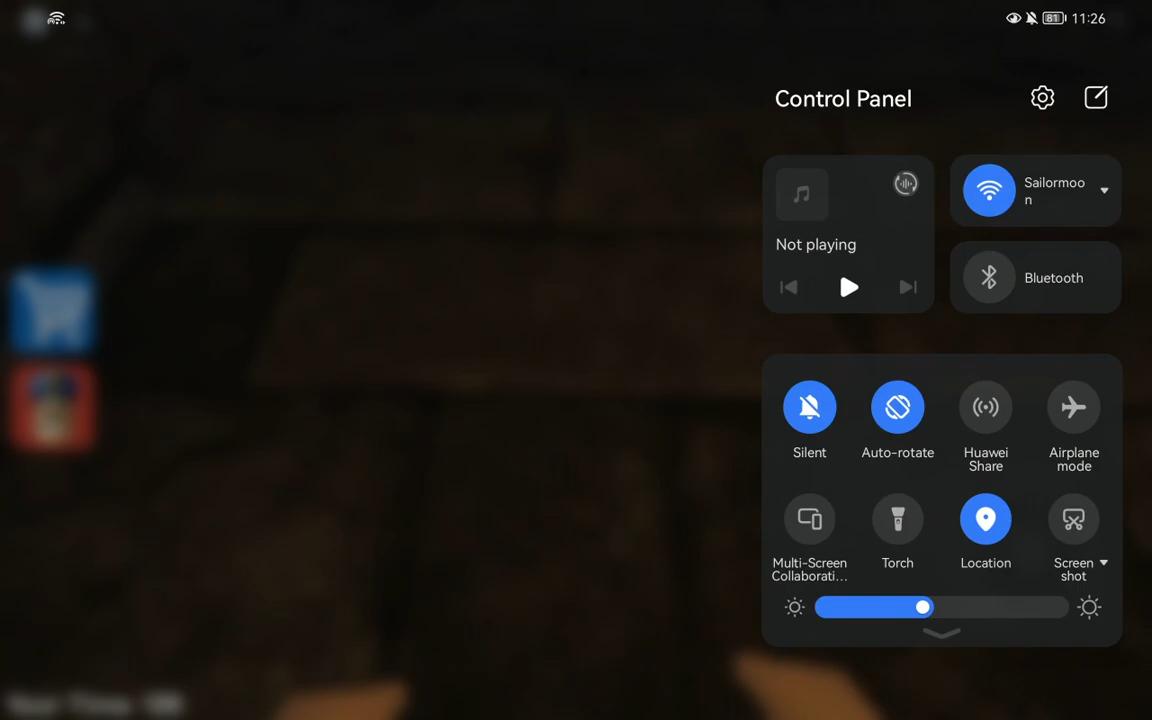 81 11:26
Control Panel
Sailormoo
n
Not playing
Bluetooth
Silent
Auto-rotate
Huawei
Share
Airplane
mode
Multi-Screen
Collaborati...
Torch
Location
Screen
shot